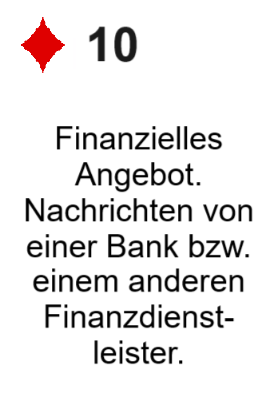 10
Finanzielles
Angebot.
Nachrichten von
einer Bank bzw.
einem anderen
Finanzdienst-
leister.